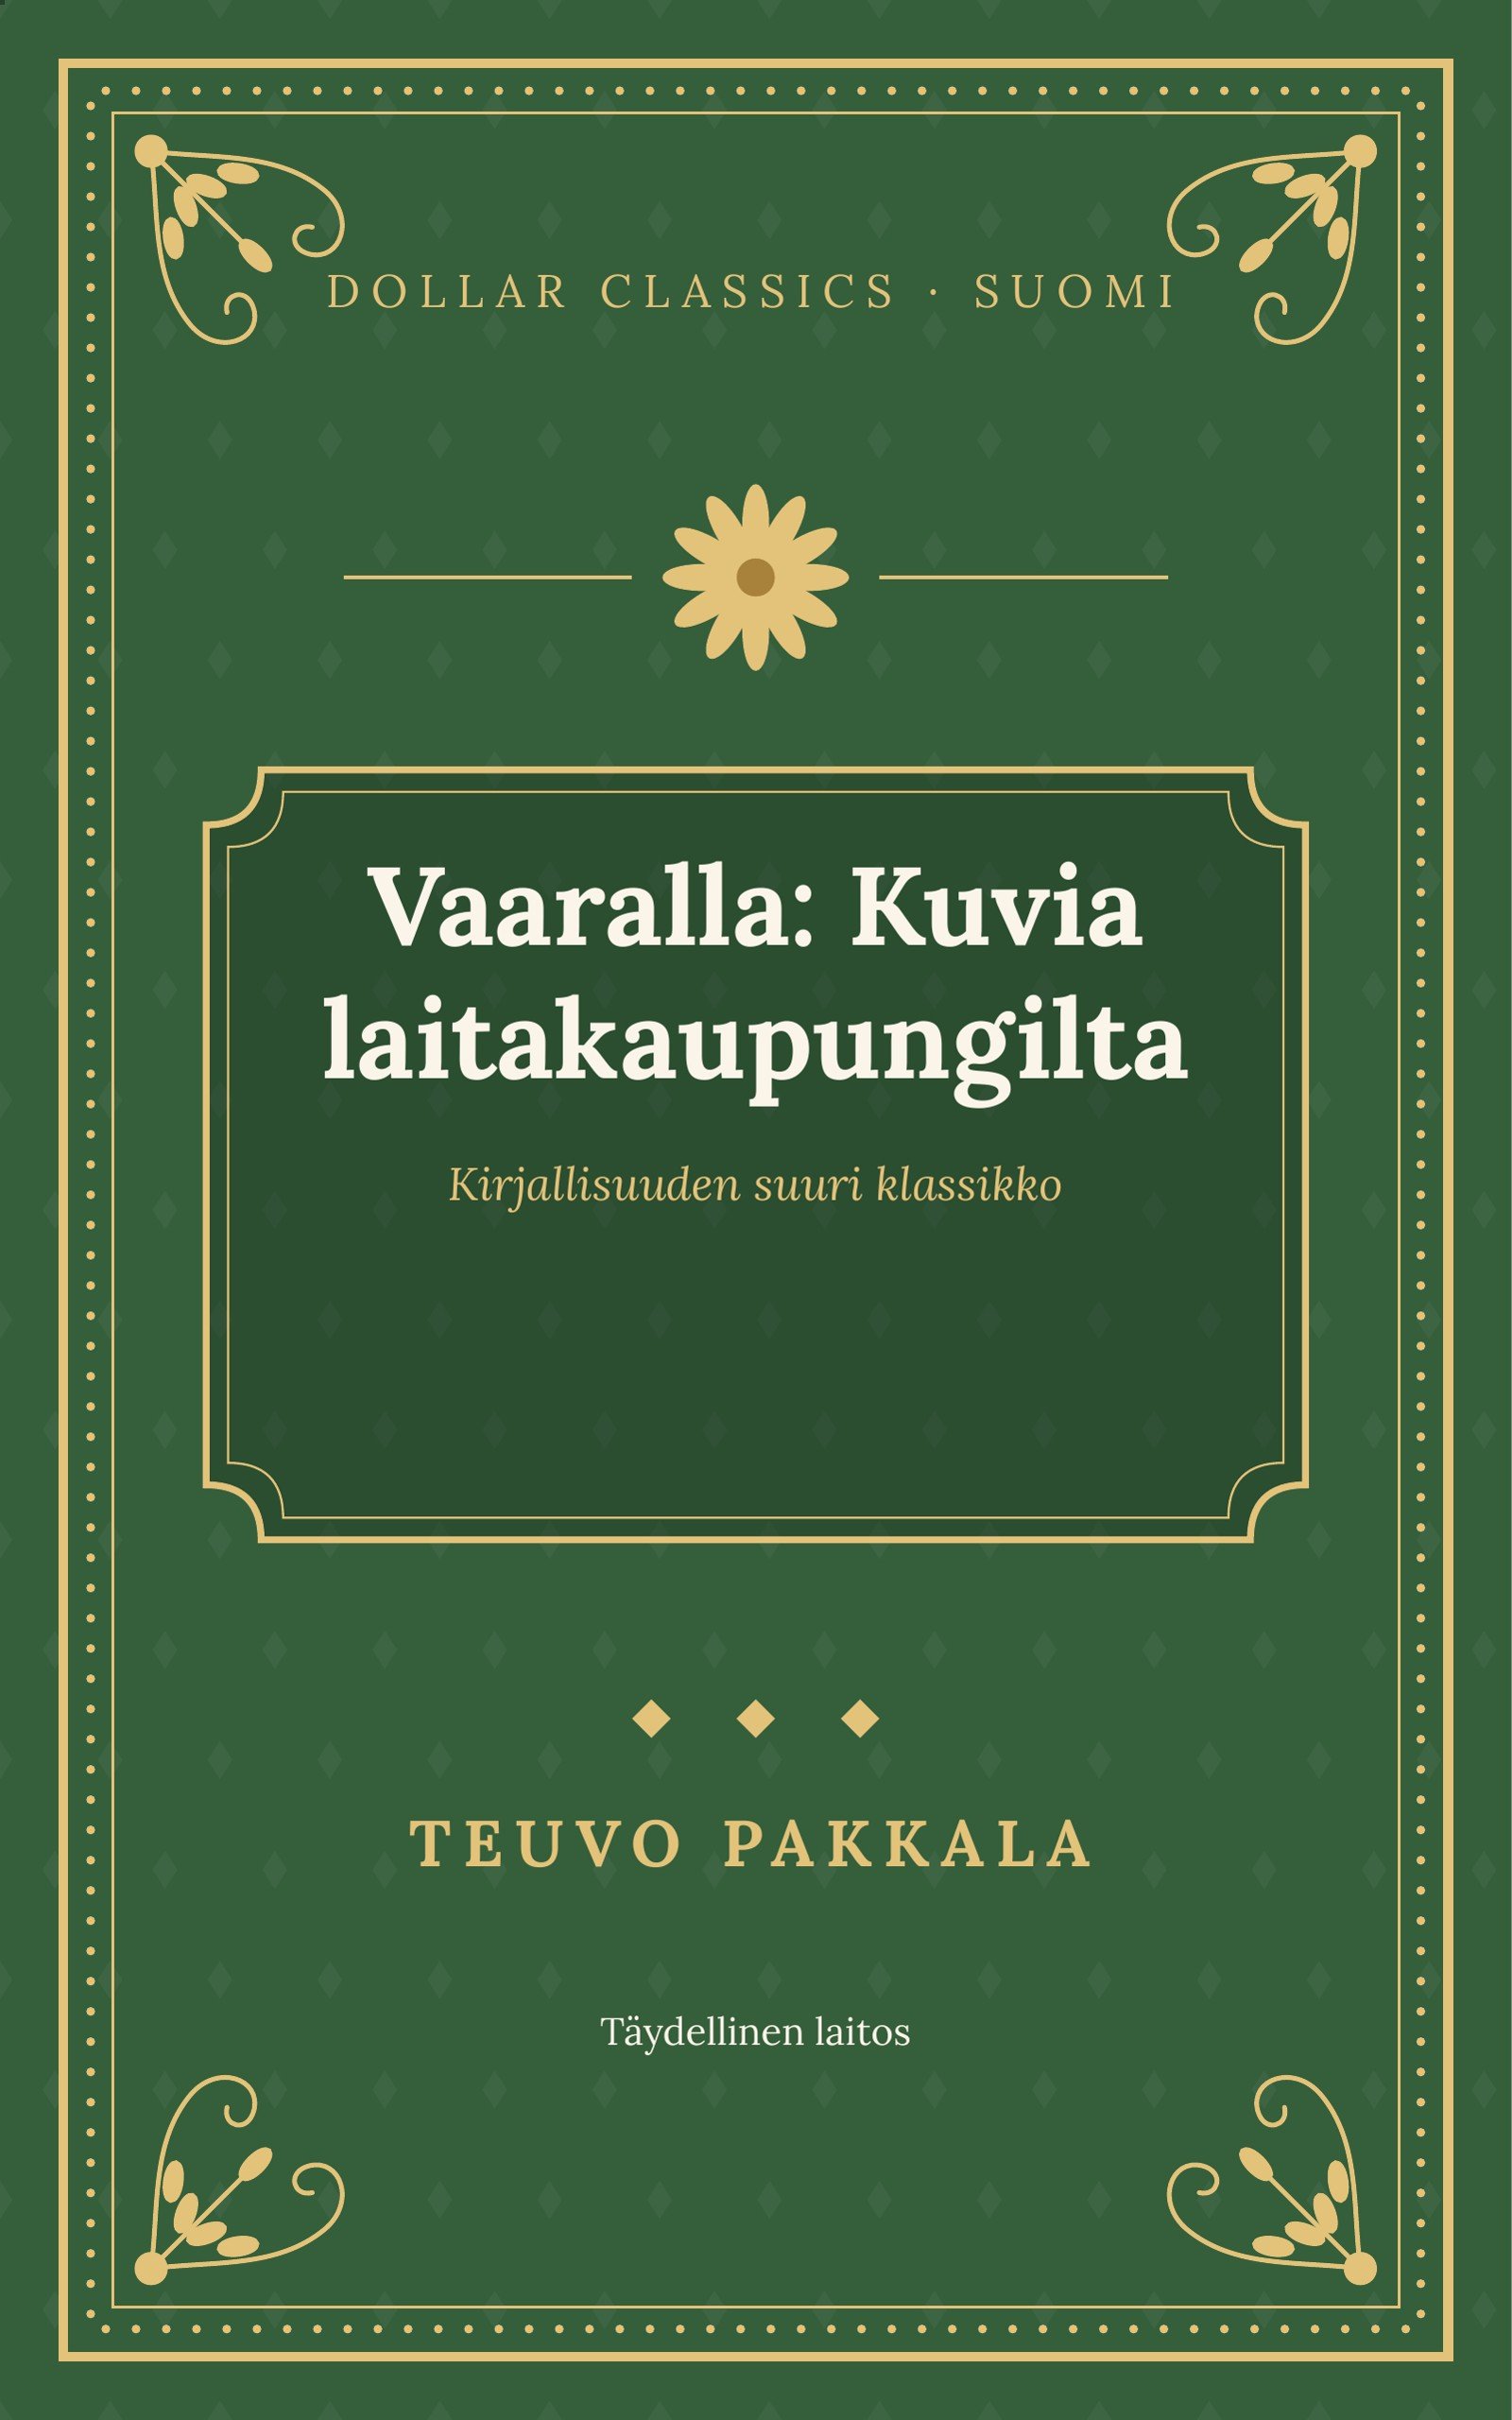 DOLLAR CLASSICS · SUOMI
Vaaralla: Kuvia
laitakaupungilta
Kirjallisuuden suuri klassikko
TEUVO PAKKALA
Täydellinen laitos